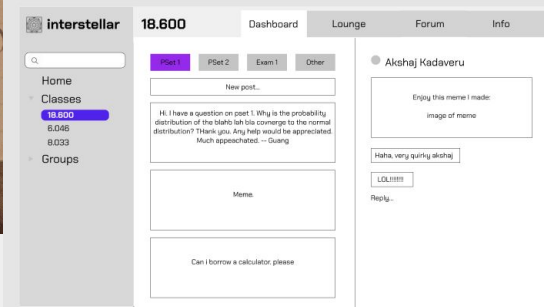 interstellar
Home
Classes
18.600
6.046
8.033
Groups
18.600
Dashboard
Lounge
Forum
Info
PSet 1
PSet 2
Exam 1
Other
New post...
Hi. I have a question on pset 1. Why is the probability
distribution of the blahb lah bla covnerge to the normal
distribution? THank you. Any help would be appreciated.
Much appeachated. -- Guang
Meme.
Can i borrow a calculator. please
Akshaj Kadaveru
Enjoy this meme I made:
image of meme
Haha, very quirky akshaj
LOL!!!!!!!!
Reply...